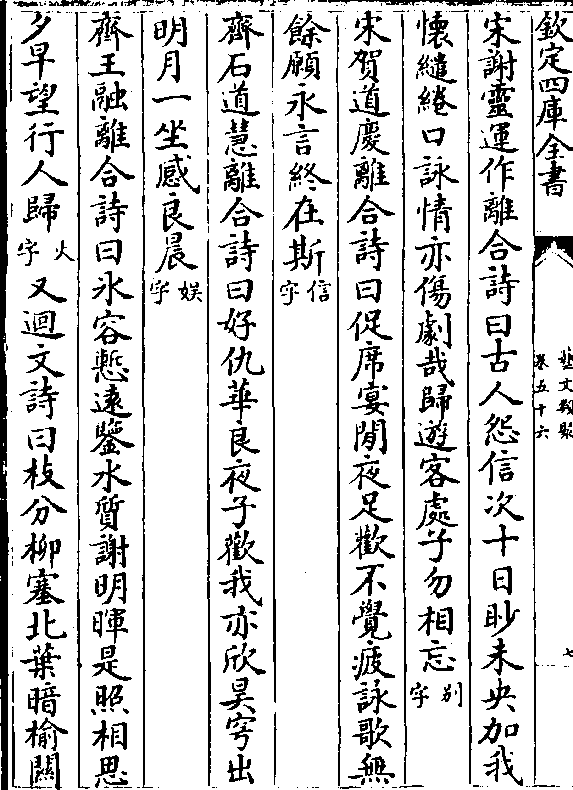 欽定四庫全書
藝文類聚
卷五十六
七
宋謝靈運作離合詩曰古人怨信次十日眇未央加我
懷繾綣口詠情亦傷劇哉歸遊客處子勿相忘別字
宋賀道慶離合詩曰促席宴閒夜足歡不覺疲詠歌無
餘願永言終在斯信字
齊石道慧離合詩曰好仇華良夜子歡我亦欣昊穹出
明月一坐感良晨娛字
齊王融離合詩曰氷容慙遠鑒水質謝明暉是照相思
夕早望行人歸火字又迴文詩曰枝分柳塞北葉暗榆關